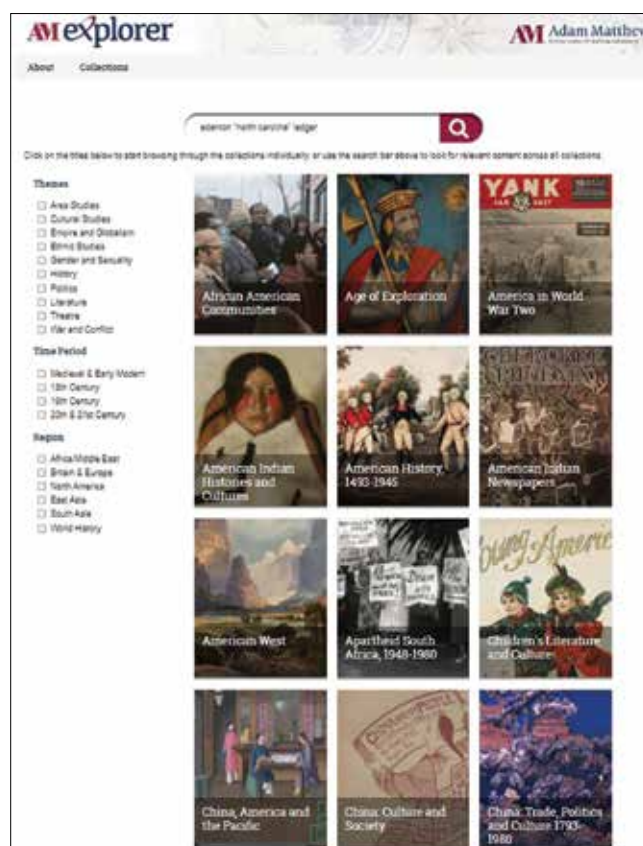 AM explorer
AM Adam Matthew
About Collections
edenton "north carolina" ledger
Click on the titles below to start browsing through the collections individually, or use the search bar above to look for relevant content across all collections.
Themes
Area Studies
Cultural Studies
Empire and Globalism
Ethnic Studies
Gender and Sexuality
History
Politics
Literature
Theatre
War and Conflict
Time Period
Medieval & Early Modern
18th Century
19th Century
20th & 21st Century
Region
Africa/Middle East
Britain & Europe
North America
East Asia
South Asia
World History
African American
Communities
Age of Exploration
YANK
America in World
War Two
American Indian
Histories and
Cultures
American History,
1493-1945
American Indian
Newspapers
American West
Apartheid South
Africa, 1948-1980
Young America
Children's Literature
and Culture
China, America and
the Pacific
China: Culture and
Society
China: Trade, Politics
and Culture 1793-
1980